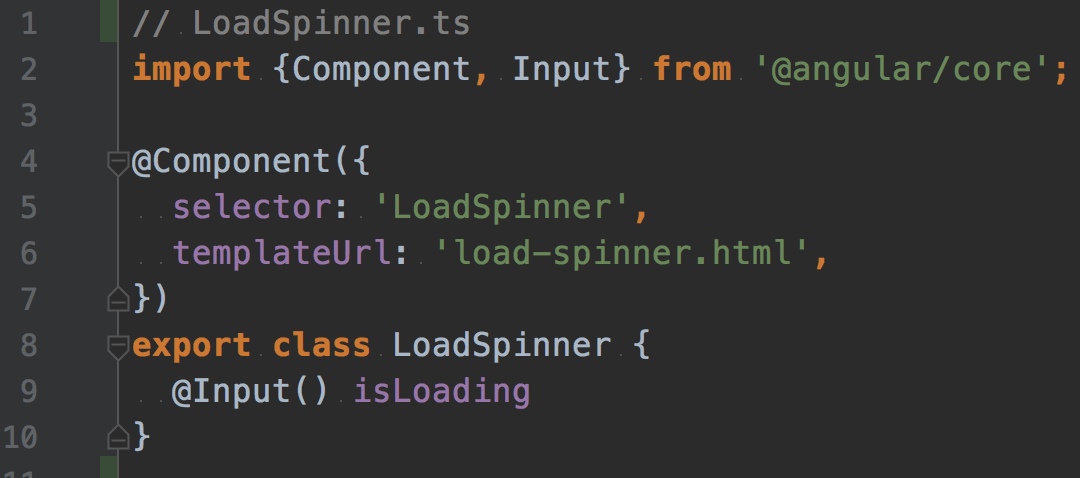 1 // LoadSpinner.ts
2 import {Component, Input} from '@angular/core';
3
4 @Component({
5   selector: 'LoadSpinner',
6   templateUrl: 'load-spinner.html',
7 })
8 export class LoadSpinner {
9   @Input() isLoading
10 }
11